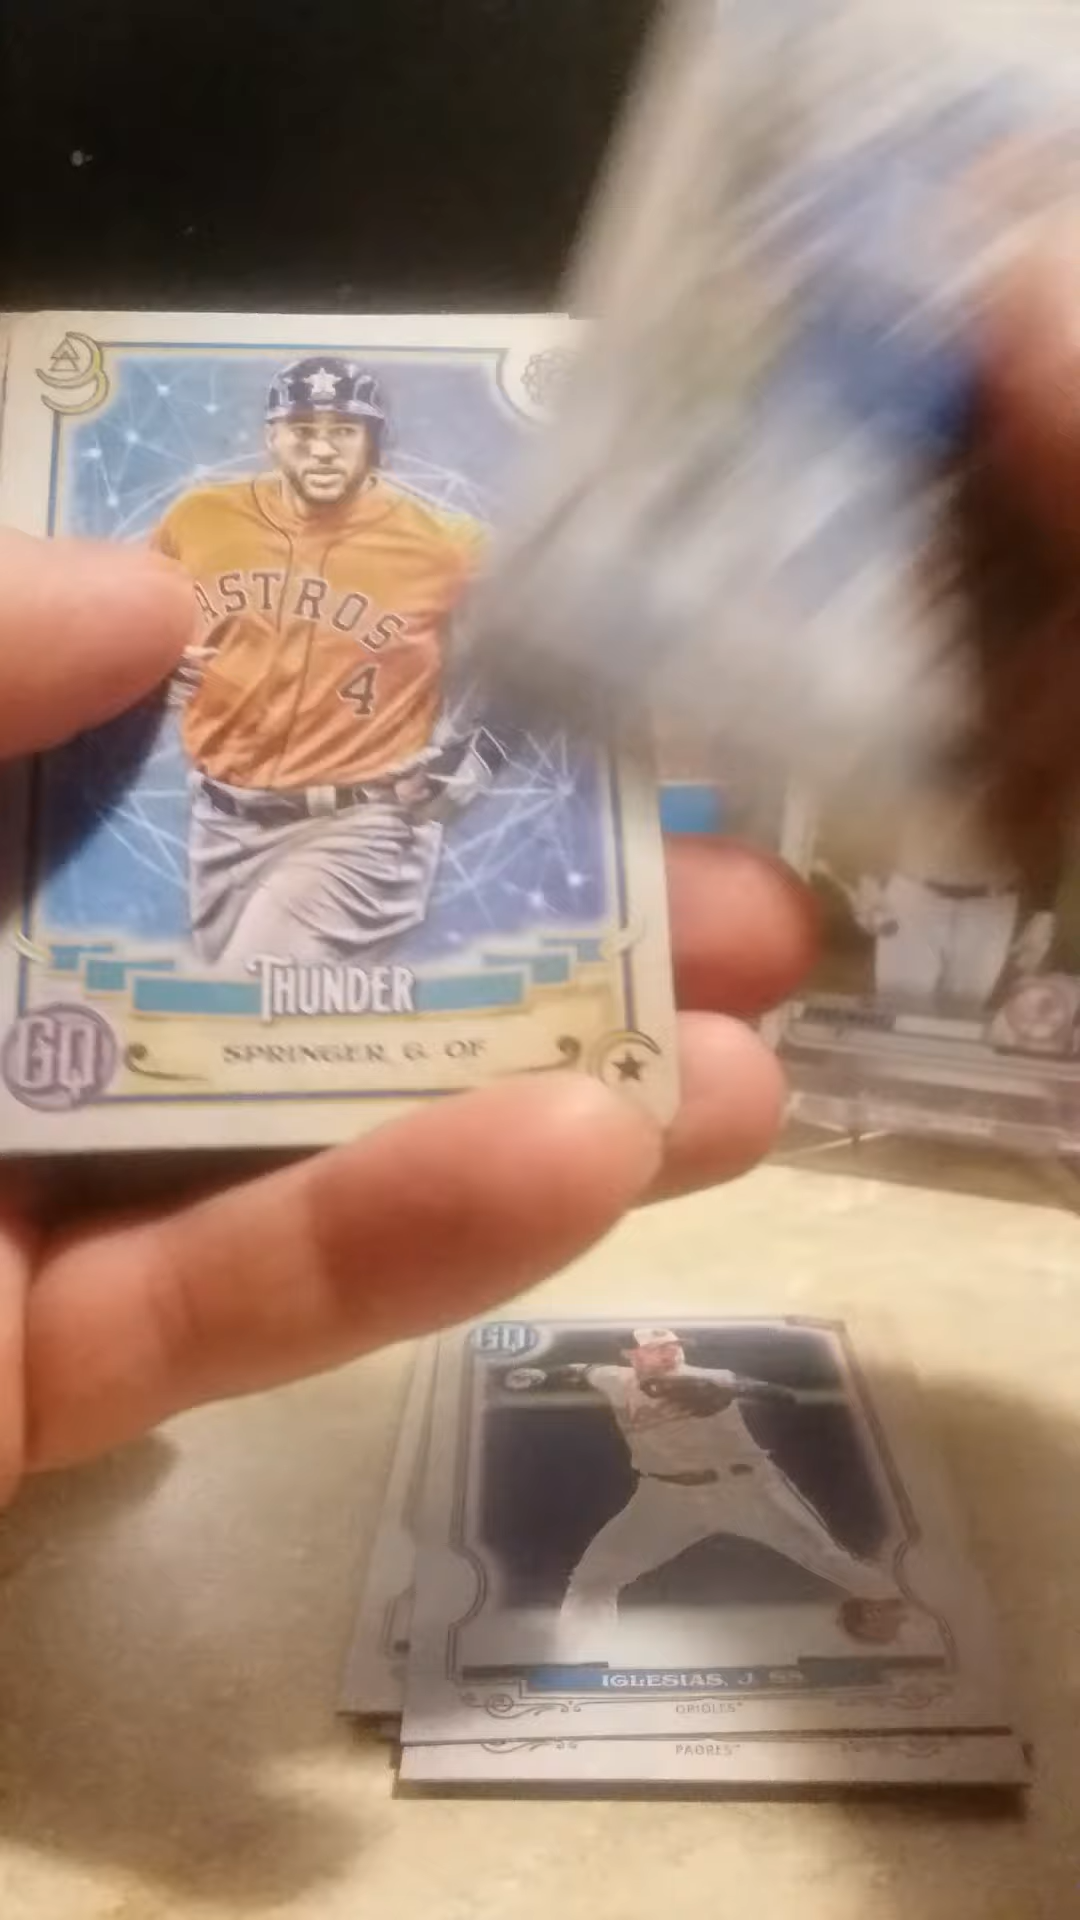 ASTROS
4
THUNDER
GQ
SPRINGER, G. OF
GQ
IGLESIAS, J. SS
ORIOLES
PADRES